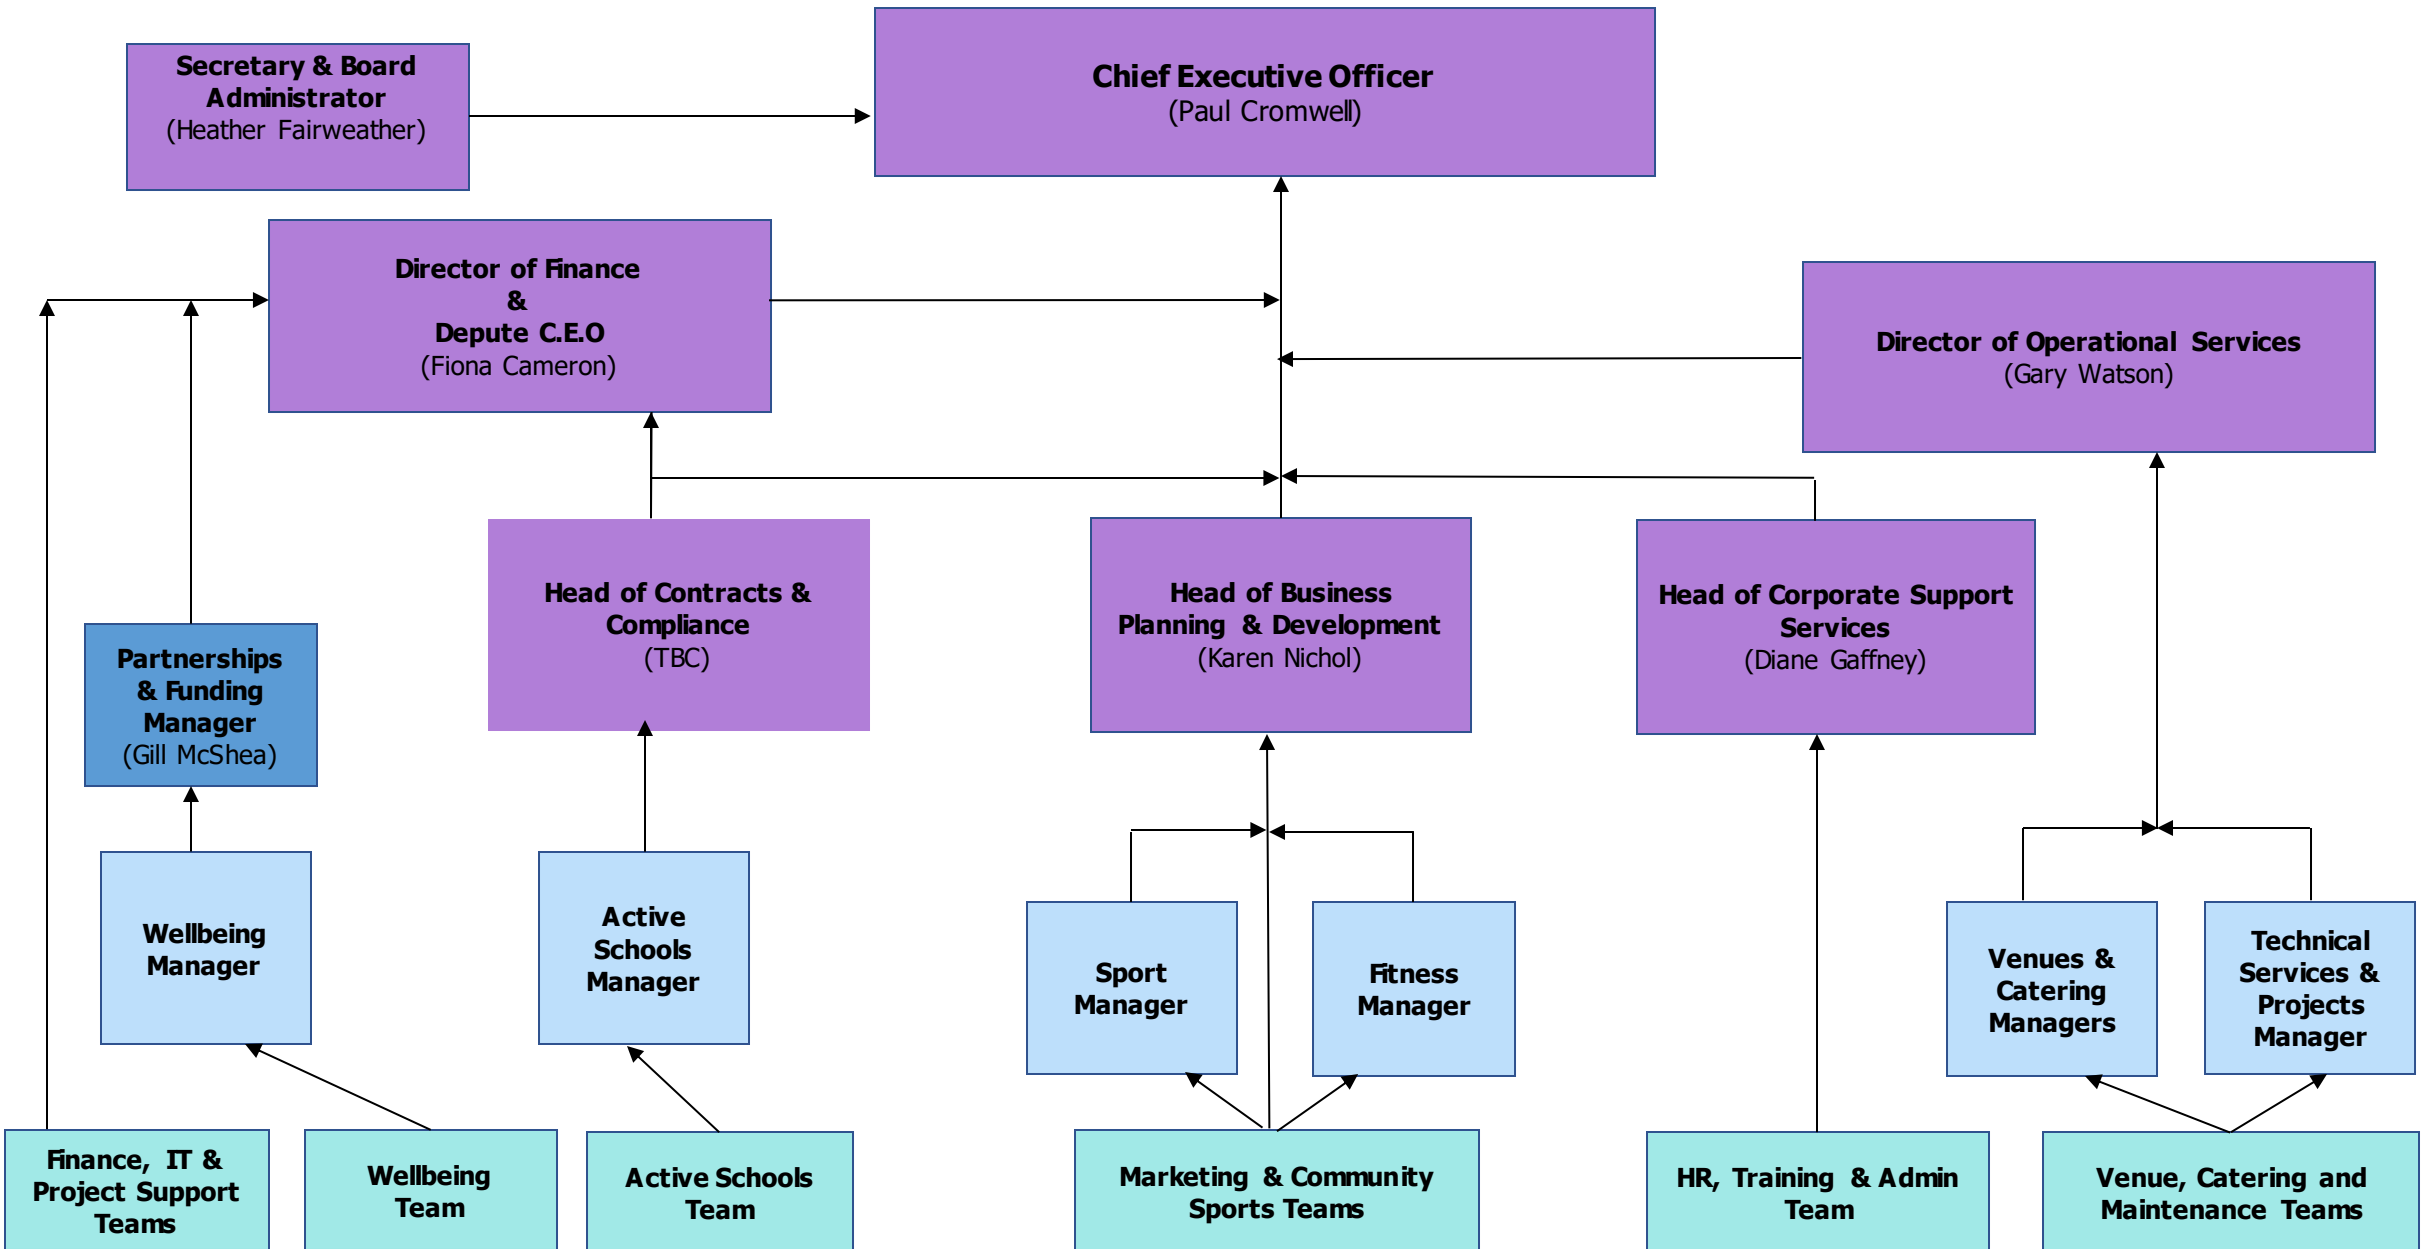 Secretary & Board
Administrator
(Heather Fairweather)
Chief Executive Officer
(Paul Cromwell)
Director of Finance
&
Depute C.E.O
(Fiona Cameron)
Director of Operational Services
(Gary Watson)
Head of Contracts &
Compliance
(TBC)
Head of Business
Planning & Development
(Karen Nichol)
Head of Corporate Support
Services
(Diane Gaffney)
Partnerships
& Funding
Manager
(Gill McShea)
Wellbeing
Manager
Active
Schools
Manager
Sport
Manager
Fitness
Manager
Venues &
Catering
Managers
Technical
Services &
Projects
Manager
Finance, IT &
Project Support
Teams
Wellbeing
Team
Active Schools
Team
Marketing & Community
Sports Teams
HR, Training & Admin
Team
Venue, Catering and
Maintenance Teams